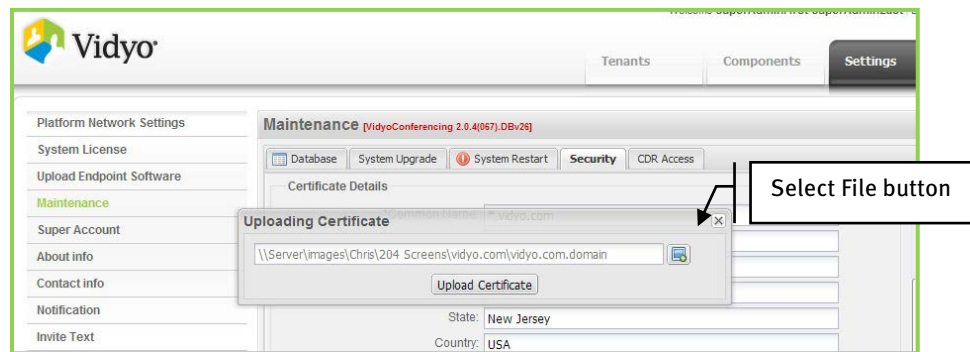 Vidyo
Tenants
Components
Settings
Platform Network Settings
System License
Upload Endpoint Software
Maintenance
Super Account
About info
Contact info
Notification
Invite Text
Maintenance [VidyoConferencing 2.0.4(067).DBv26]
Database
System Upgrade
System Restart
Security
CDR Access
Certificate Details
*.vidyo.com
Uploading Certificate
\\Server\images\Chris\204 Screens\vidyo.com\vidyo.com.domain
Upload Certificate
State: New Jersey
Country: USA
Select File button